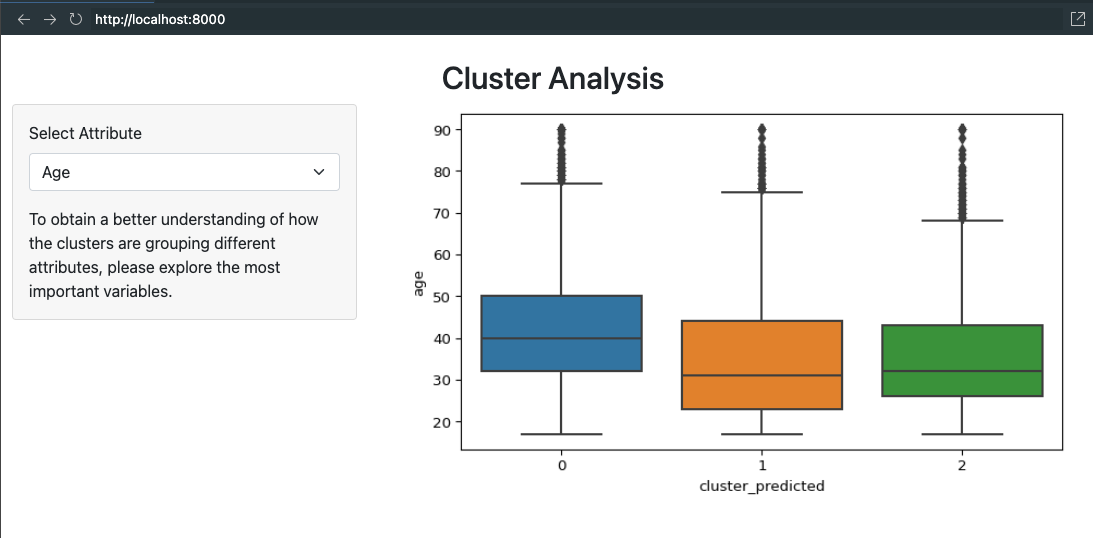 http://localhost:8000
Cluster Analysis
Select Attribute
Age
To obtain a better understanding of how
the clusters are grouping different
attributes, please explore the most
important variables.
90
80
70
60
50
40
30
20
age
0 1 2
cluster_predicted